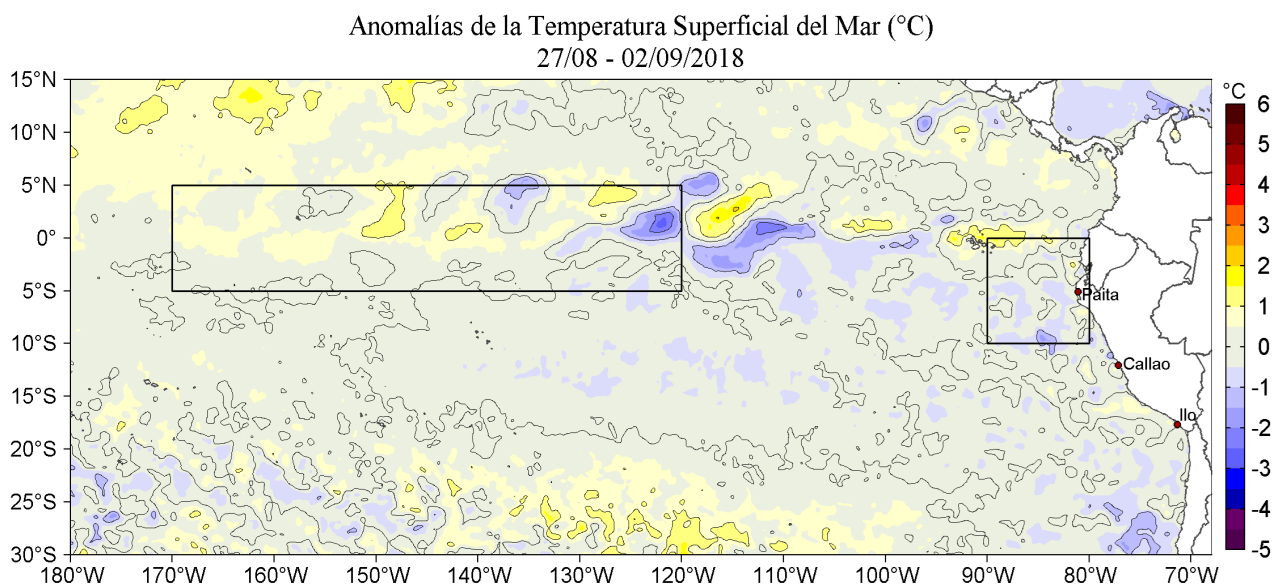 Anomalías de la Temperatura Superficial del Mar (°C)
27/08 - 02/09/2018
15°N
10°N
5°N
0°
5°S
10°S
15°S
20°S
25°S
30°S
180°W 170°W 160°W 150°W 140°W 130°W 120°W 110°W 100°W 90°W 80°W 70°W
Paita
Callao
Ilo
°C
6
5
4
3
2
1
0
-1
-2
-3
-4
-5